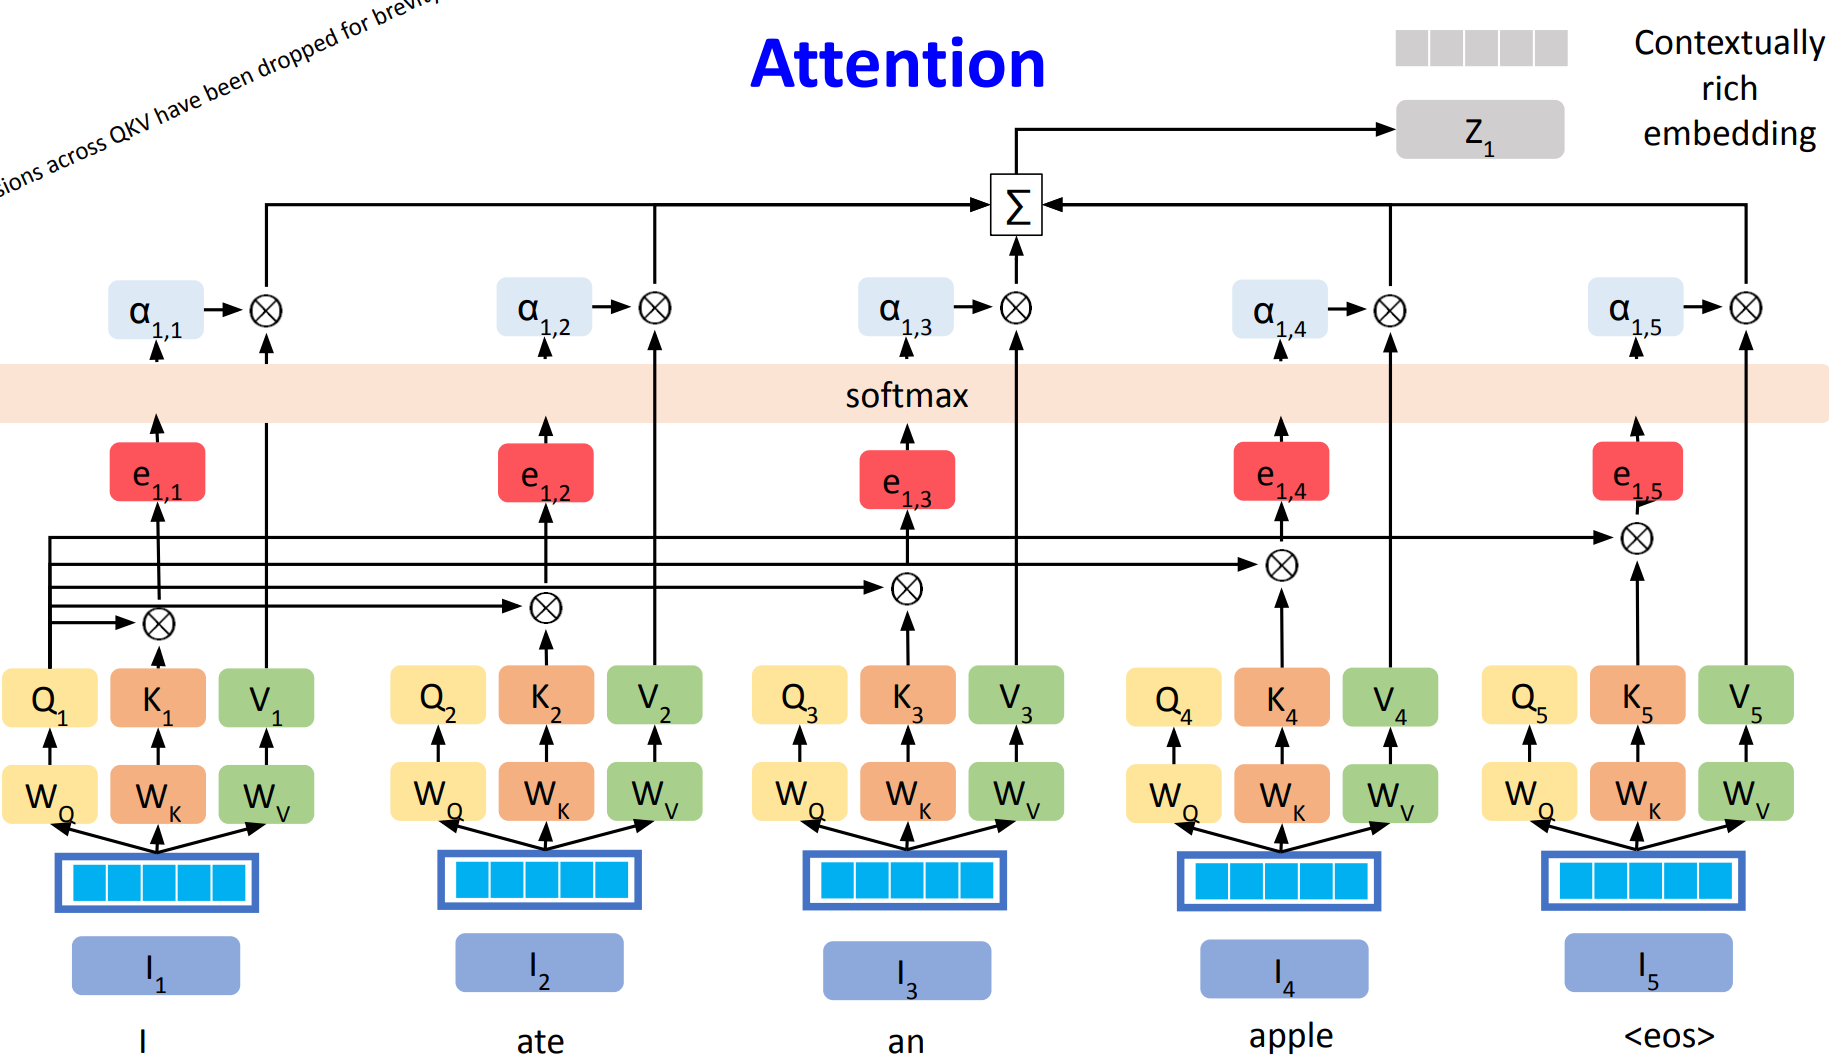 sions across QKV have been dropped for brevity
Attention
Contextually
rich
embedding
Z1
Σ
α1,1 α1,2 α1,3 α1,4 α1,5
softmax
e1,1 e1,2 e1,3 e1,4 e1,5
Q1 K1 V1 Q2 K2 V2 Q3 K3 V3 Q4 K4 V4 Q5 K5 V5
WQ WK WV WQ WK WV WQ WK WV WQ WK WV WQ WK WV
I1 I2 I3 I4 I5
I ate an apple <eos>